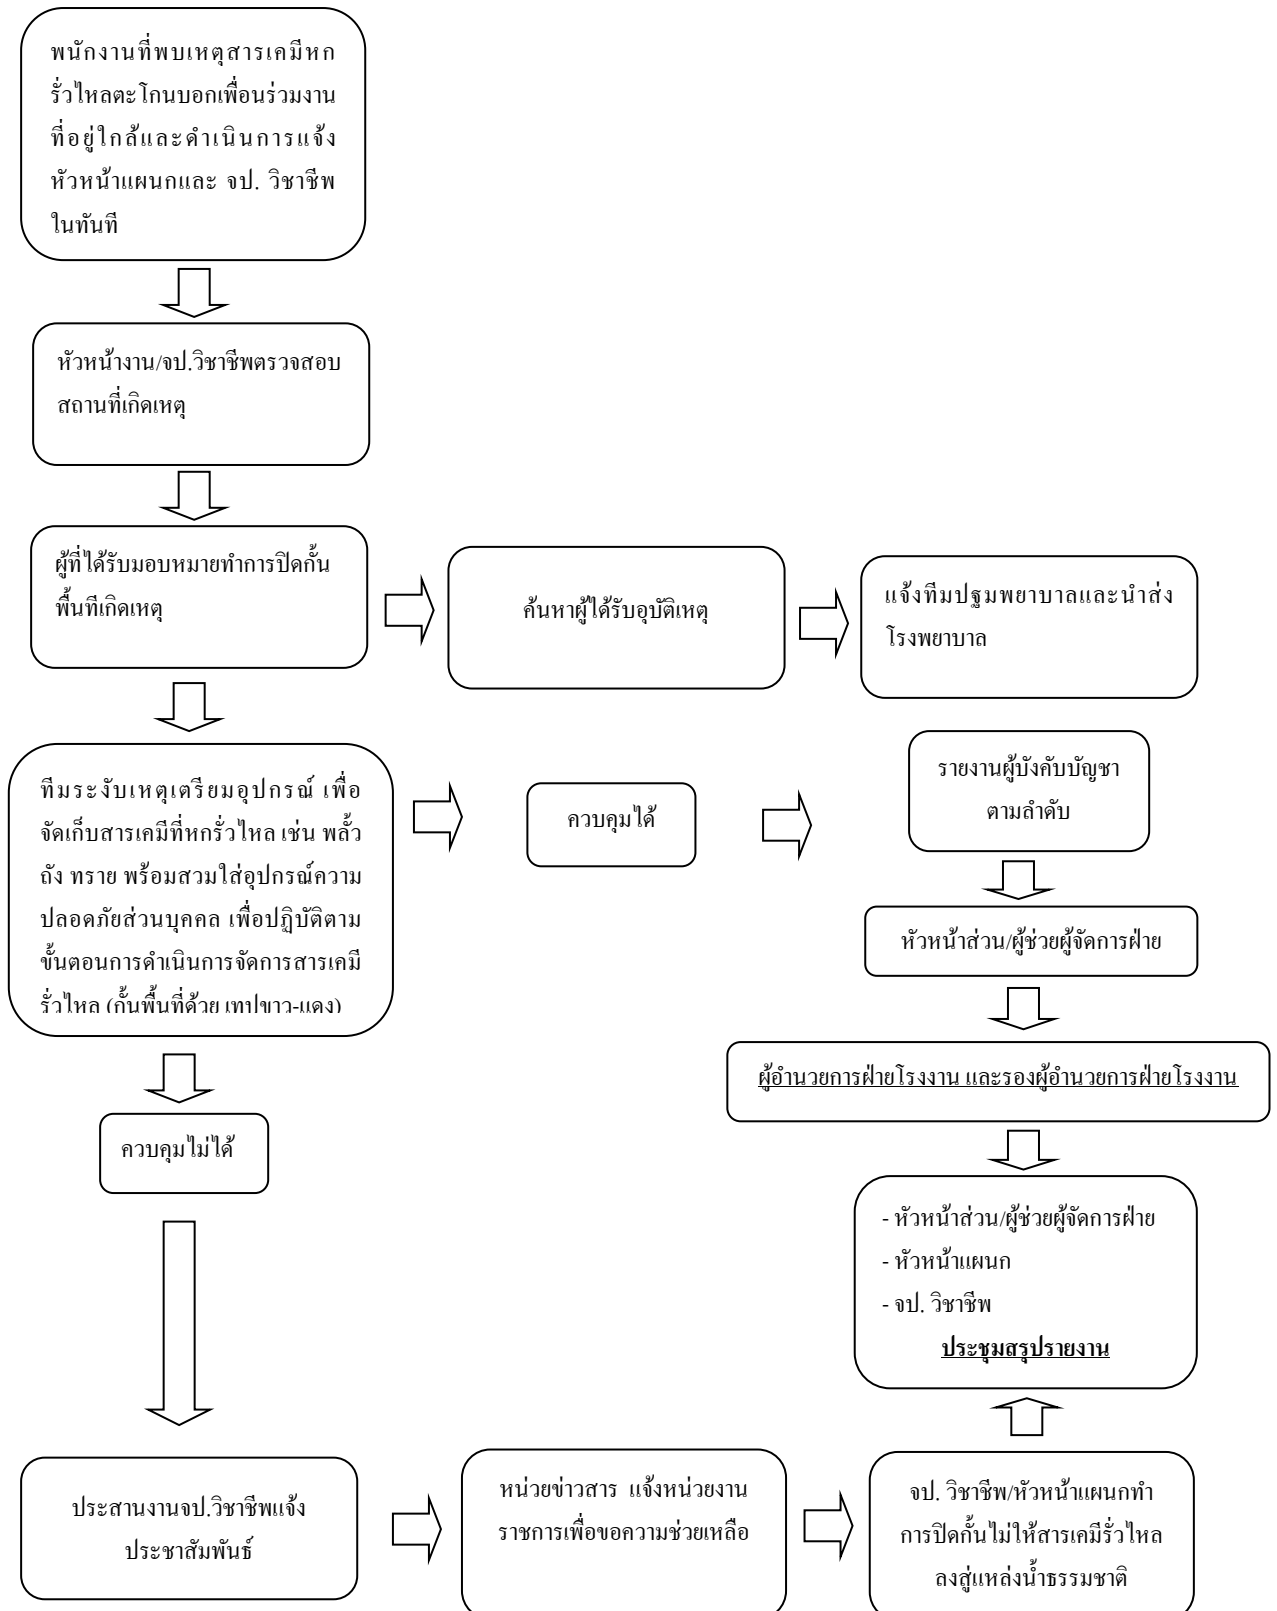 พนักงานที่พบเหตุสารเคมีหก
รั่วไหลตะโกนบอกเพื่อนร่วมงาน
ที่อยู่ใกล้และดำเนินการแจ้ง
หัวหน้าแผนกและ จป. วิชาชีพ
ในทันที
หัวหน้างาน/จป.วิชาชีพตรวจสอบ
สถานที่เกิดเหตุ
ผู้ที่ได้รับมอบหมายทำการปิดกั้น
พื้นที่เกิดเหตุ
ค้นหาผู้ได้รับอุบัติเหตุ
แจ้งทีมปฐมพยาบาลและนำส่ง
โรงพยาบาล
ทีมระงับเหตุเตรียมอุปกรณ์ เพื่อ
จัดเก็บสารเคมีที่หกรั่วไหล เช่น พลั้ว
ถัง ทราย พร้อมสวมใส่อุปกรณ์ความ
ปลอดภัยส่วนบุคคล เพื่อปฏิบัติตาม
ขั้นตอนการดำเนินการจัดการสารเคมี
รั่วไหล (กั้นพื้นที่ด้วย เทปขาว-แดง)
ควบคุมได้
รายงานผู้บังคับบัญชา
ตามลำดับ
หัวหน้าส่วน/ผู้ช่วยผู้จัดการฝ่าย
ผู้อำนวยการฝ่ายโรงงาน และรองผู้อำนวยการฝ่ายโรงงาน
ควบคุมไม่ได้
- หัวหน้าส่วน/ผู้ช่วยผู้จัดการฝ่าย
- หัวหน้าแผนก
- จป. วิชาชีพ
ประชุมสรุปรายงาน
ประสานงานจป.วิชาชีพแจ้ง
ประชาสัมพันธ์
หน่วยข่าวสาร แจ้งหน่วยงาน
ราชการเพื่อขอความช่วยเหลือ
จป. วิชาชีพ/หัวหน้าแผนกทำ
การปิดกั้นไม่ให้สารเคมีรั่วไหล
ลงสู่แหล่งน้ำธรรมชาติ